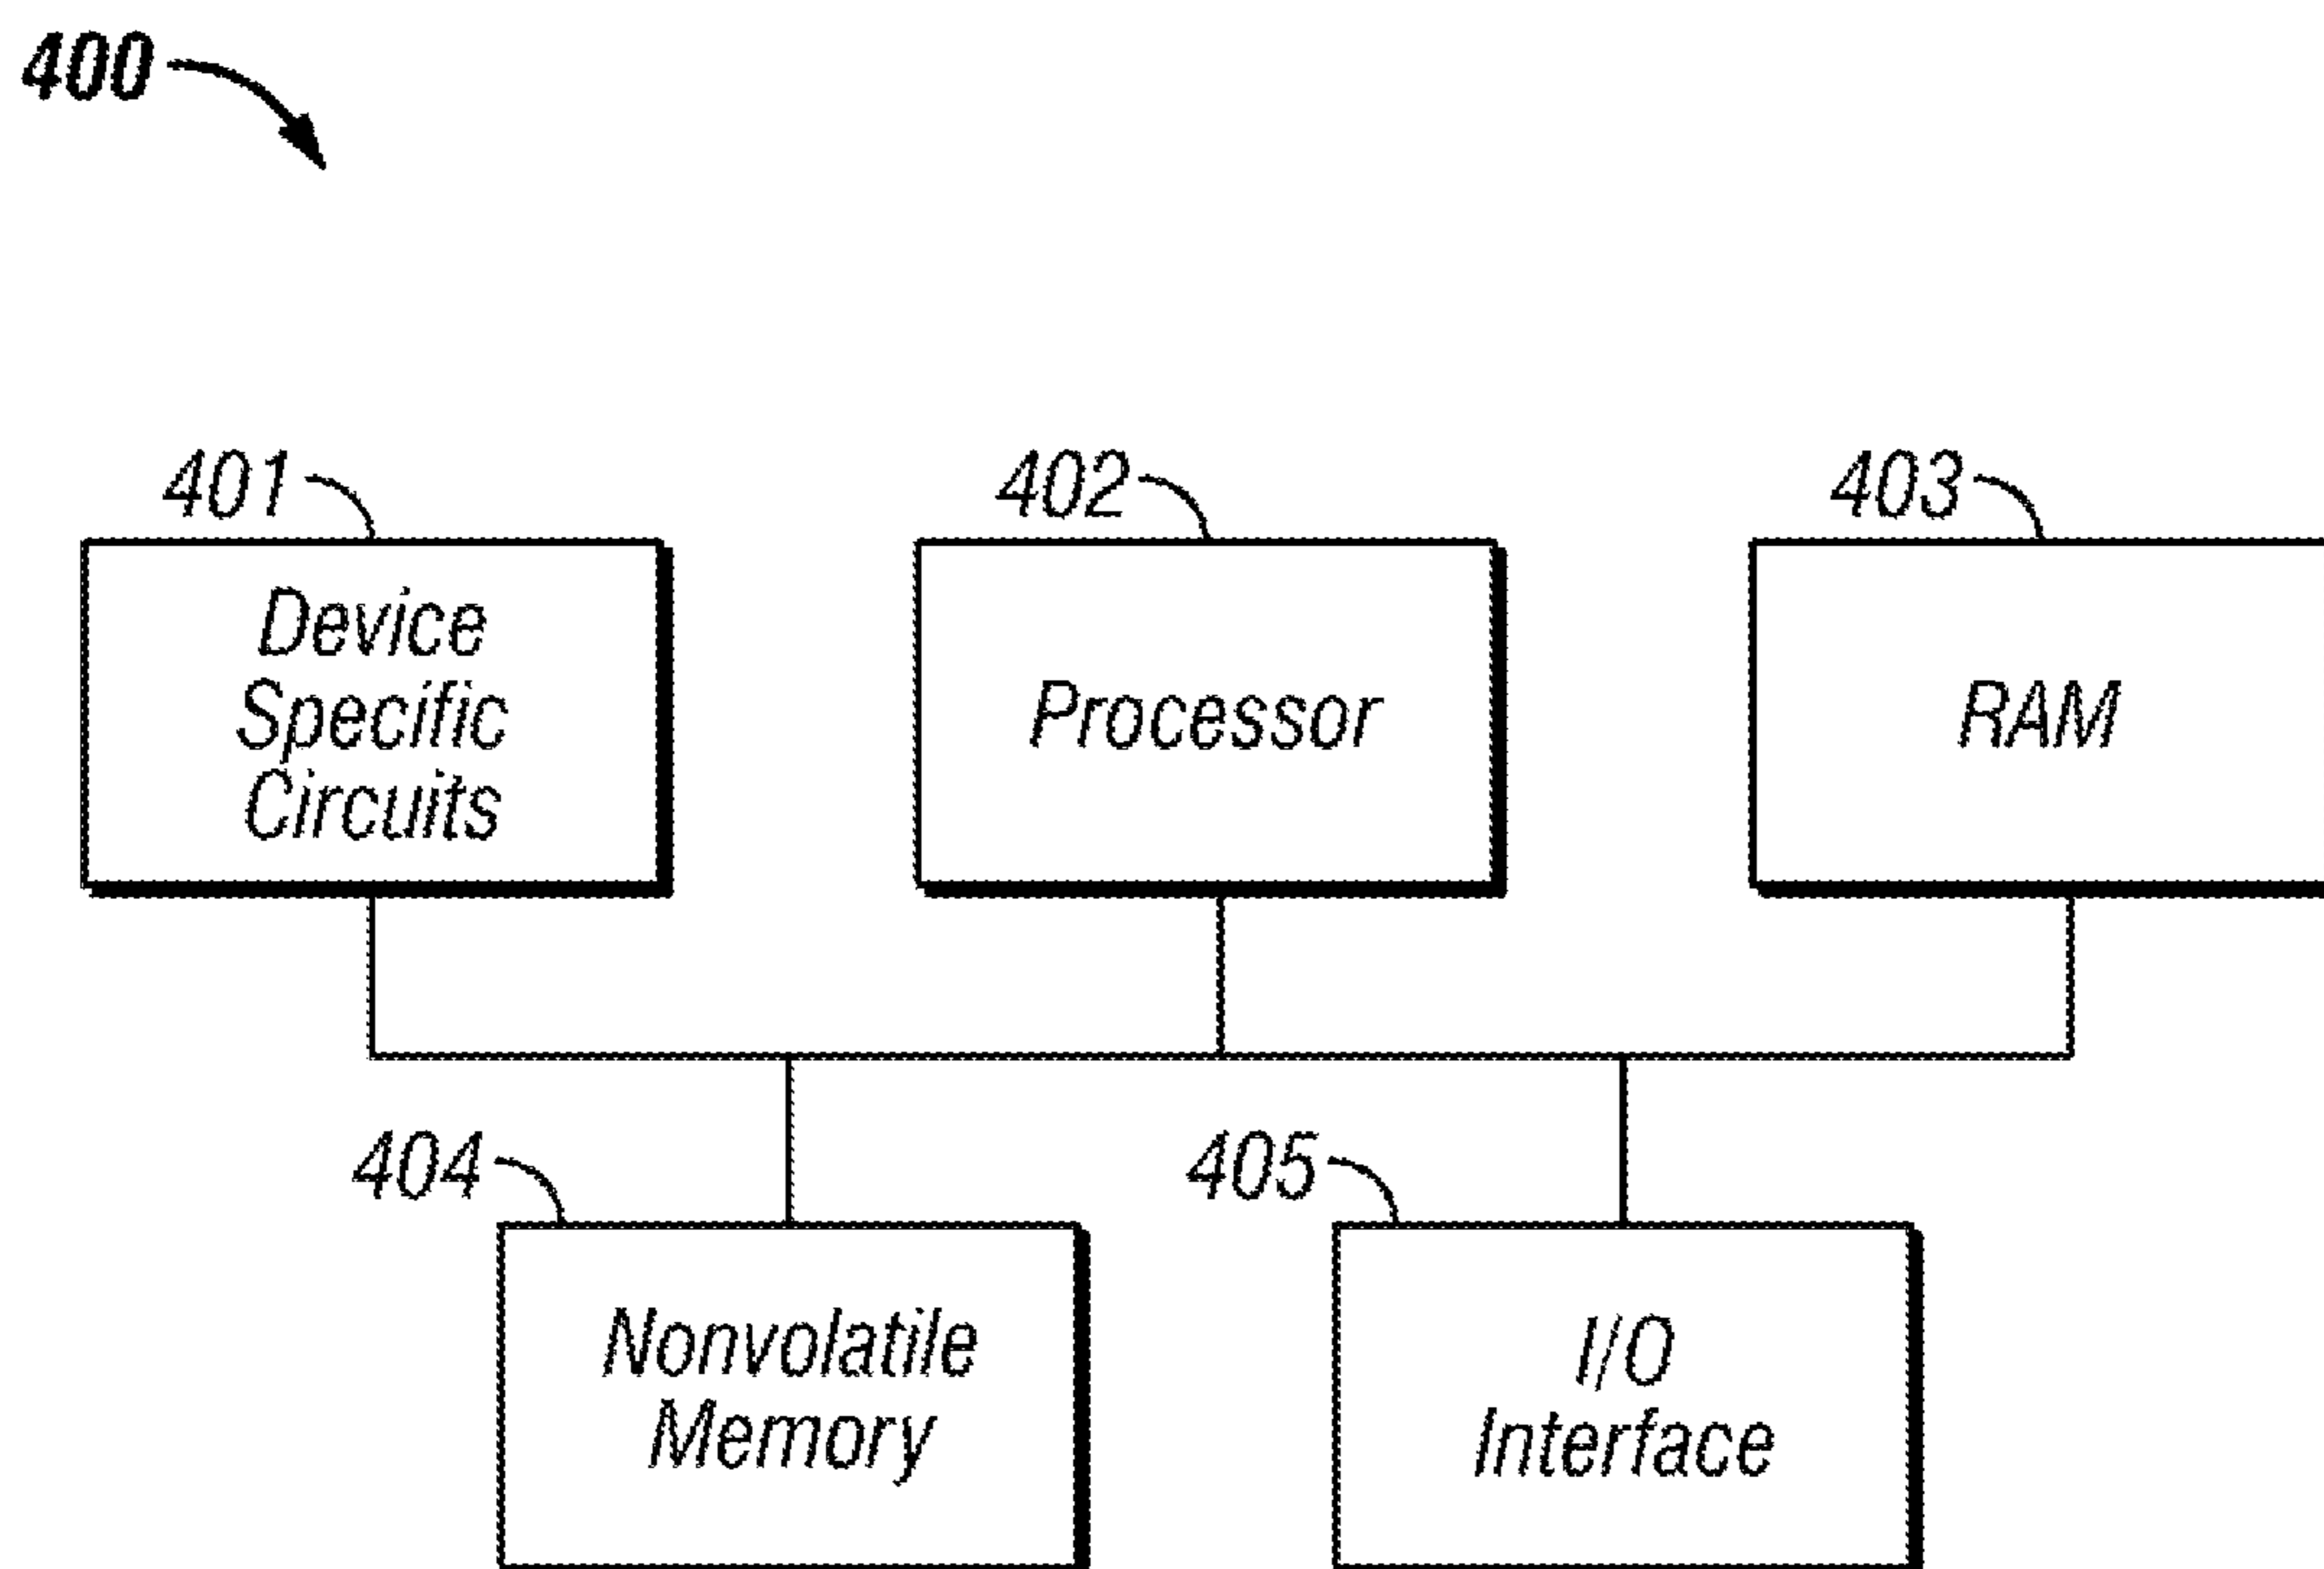 400
401
402
403
Device
Specific
Circuits
Processor
RAM
404
405
Nonvolatile
Memory
I/O
Interface